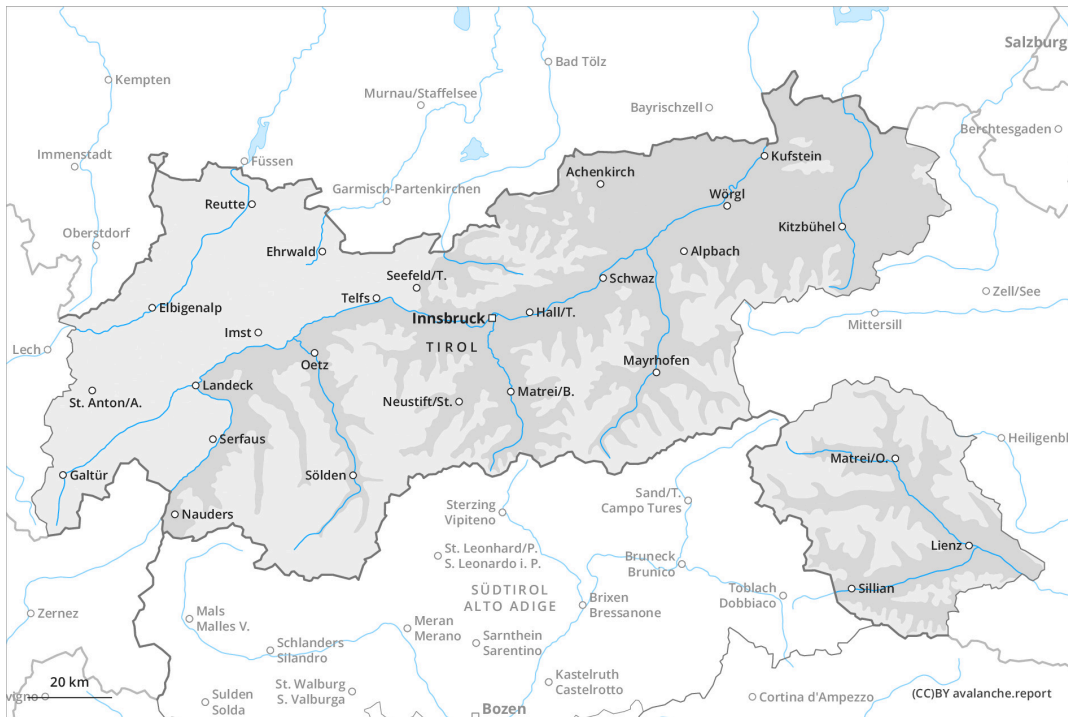 Salzburg
Kempten
Bad Tölz
Murnau/Staffelsee
Bayrischzell
Berchtesgaden
Immenstadt
Füssen
Kufstein
Achenkirch
Garmisch-Partenkirchen
Reutte
Wörgl
Oberstdorf
Kitzbühel
Ehrwald
Alpbach
Seefeld/T.
Schwaz
Zell/See
Telfs
Elbigenalp
Innsbruck
Hall/T.
Mittersill
Imst
TIROL
Lech
Oetz
Mayrhofen
Landeck
St. Anton/A.
Neustift/St.
Matrei/B.
Serfaus
Heiligenbl
Matrei/O.
Galtür
Sölden
Sand/T.
Campo Tures
Sterzing
Vipiteno
Nauders
Lienz
St. Leonhard/P.
S. Leonardo i. P.
Bruneck
Brunico
SÜDTIROL
ALTO ADIGE
Sillian
Toblach
Dobbiaco
Brixen
Bressanone
Zernez
Mals
Malles V.
Meran
Merano
Sarnthein
Sarentino
Schlanders
Silandro
Kastelruth
Castelrotto
20 km
St. Walburg
S. Valburga
vigno
Sulden
Solda
Cortina d'Ampezzo
(CC)BY avalanche.report
Bozen